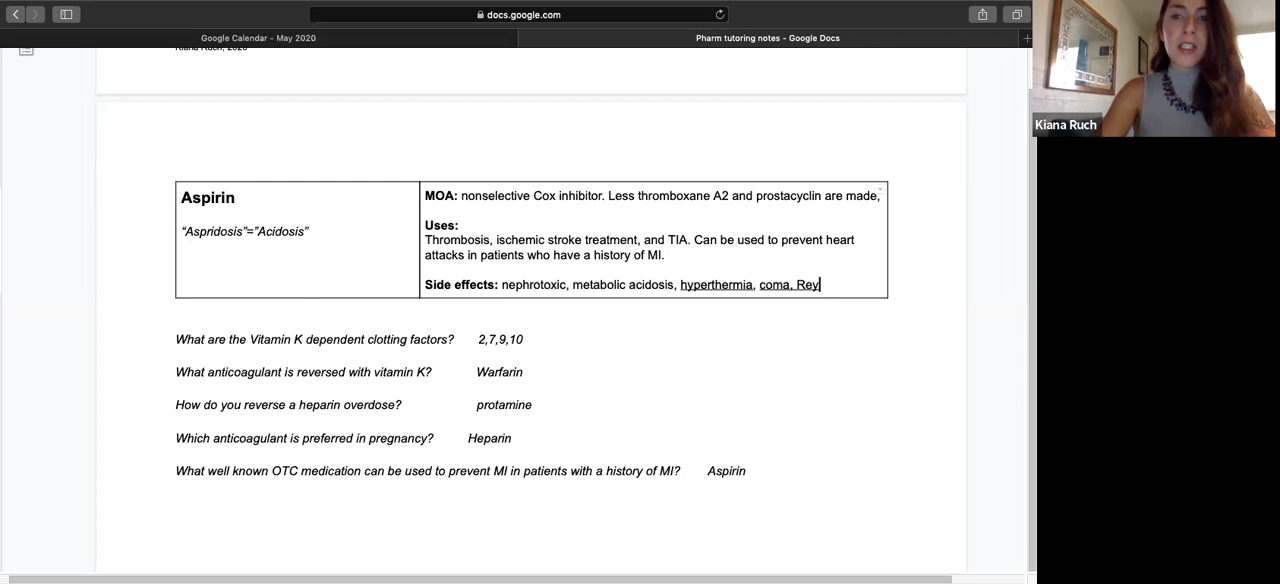 docs.google.com
Google Calendar - May 2020
Pharm tutoring notes - Google Docs
Kiana Ruch, 2020
Kiana Ruch
Aspirin
“Aspridosis”=”Acidosis”
MOA: nonselective Cox inhibitor. Less thromboxane A2 and prostacyclin are made,
Uses:
Thrombosis, ischemic stroke treatment, and TIA. Can be used to prevent heart
attacks in patients who have a history of MI.
Side effects: nephrotoxic, metabolic acidosis, hyperthermia, coma, Rey
What are the Vitamin K dependent clotting factors? 2,7,9,10
What anticoagulant is reversed with vitamin K? Warfarin
How do you reverse a heparin overdose? protamine
Which anticoagulant is preferred in pregnancy? Heparin
What well known OTC medication can be used to prevent MI in patients with a history of MI? Aspirin